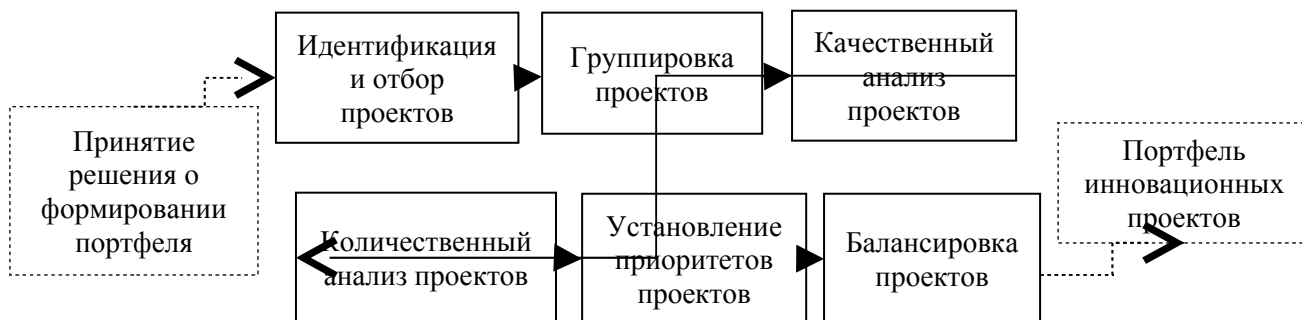 Принятие
решения о
формировании
портфеля
Идентификация
и отбор
проектов
Группировка
проектов
Качественный
анализ
проектов
Количественный
анализ проектов
Установление
приоритетов
проектов
Балансировка
проектов
Портфель
инновационных
проектов